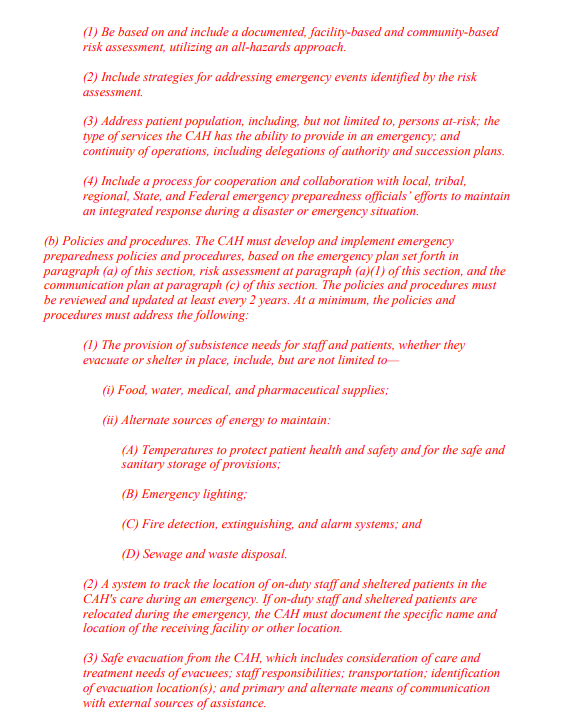 (1) Be based on and include a documented, facility-based and community-based
risk assessment, utilizing an all-hazards approach.
(2) Include strategies for addressing emergency events identified by the risk
assessment.
(3) Address patient population, including, but not limited to, persons at-risk; the
type of services the CAH has the ability to provide in an emergency; and
continuity of operations, including delegations of authority and succession plans.
(4) Include a process for cooperation and collaboration with local, tribal,
regional, State, and Federal emergency preparedness officials' efforts to maintain
an integrated response during a disaster or emergency situation.
(b) Policies and procedures. The CAH must develop and implement emergency
preparedness policies and procedures, based on the emergency plan set forth in
paragraph (a) of this section, risk assessment at paragraph (a)(1) of this section, and the
communication plan at paragraph (c) of this section. The policies and procedures must
be reviewed and updated at least every 2 years. At a minimum, the policies and
procedures must address the following:
(1) The provision of subsistence needs for staff and patients, whether they
evacuate or shelter in place, include, but are not limited to—
(i) Food, water, medical, and pharmaceutical supplies;
(ii) Alternate sources of energy to maintain:
(A) Temperatures to protect patient health and safety and for the safe and
sanitary storage of provisions;
(B) Emergency lighting;
(C) Fire detection, extinguishing, and alarm systems; and
(D) Sewage and waste disposal.
(2) A system to track the location of on-duty staff and sheltered patients in the
CAH's care during an emergency. If on-duty staff and sheltered patients are
relocated during the emergency, the CAH must document the specific name and
location of the receiving facility or other location.
(3) Safe evacuation from the CAH, which includes consideration of care and
treatment needs of evacuees; staff responsibilities; transportation; identification
of evacuation location(s); and primary and alternate means of communication
with external sources of assistance.